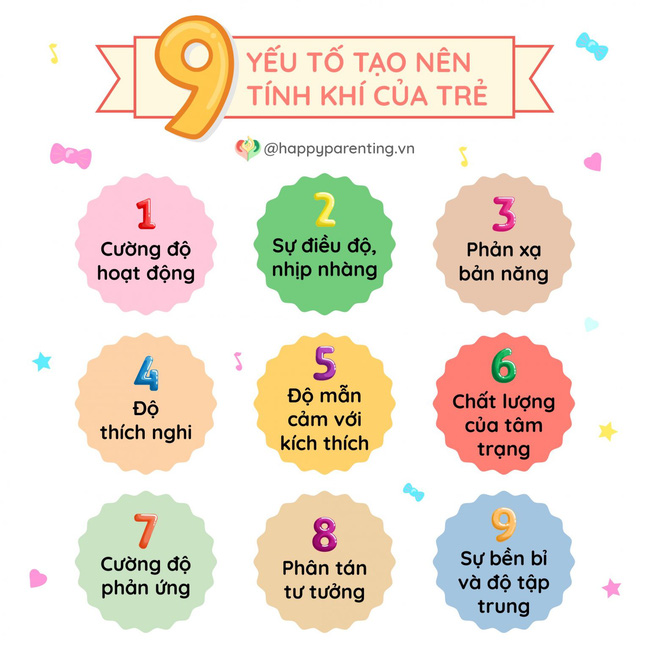 9
YẾU TỐ TẠO NÊN
TÍNH KHÍ CỦA TRẺ
@happyparenting.vn
1
Cường độ
hoạt động
2
Sự điều độ,
nhịp nhàng
3
Phản xạ
bản năng
4
Độ
thích nghi
5
Độ mẫn
cảm với
kích thích
6
Chất lượng
của tâm
trạng
7
Cường độ
phản ứng
8
Phân tán
tư tưởng
9
Sự bền bỉ
và độ tập
trung